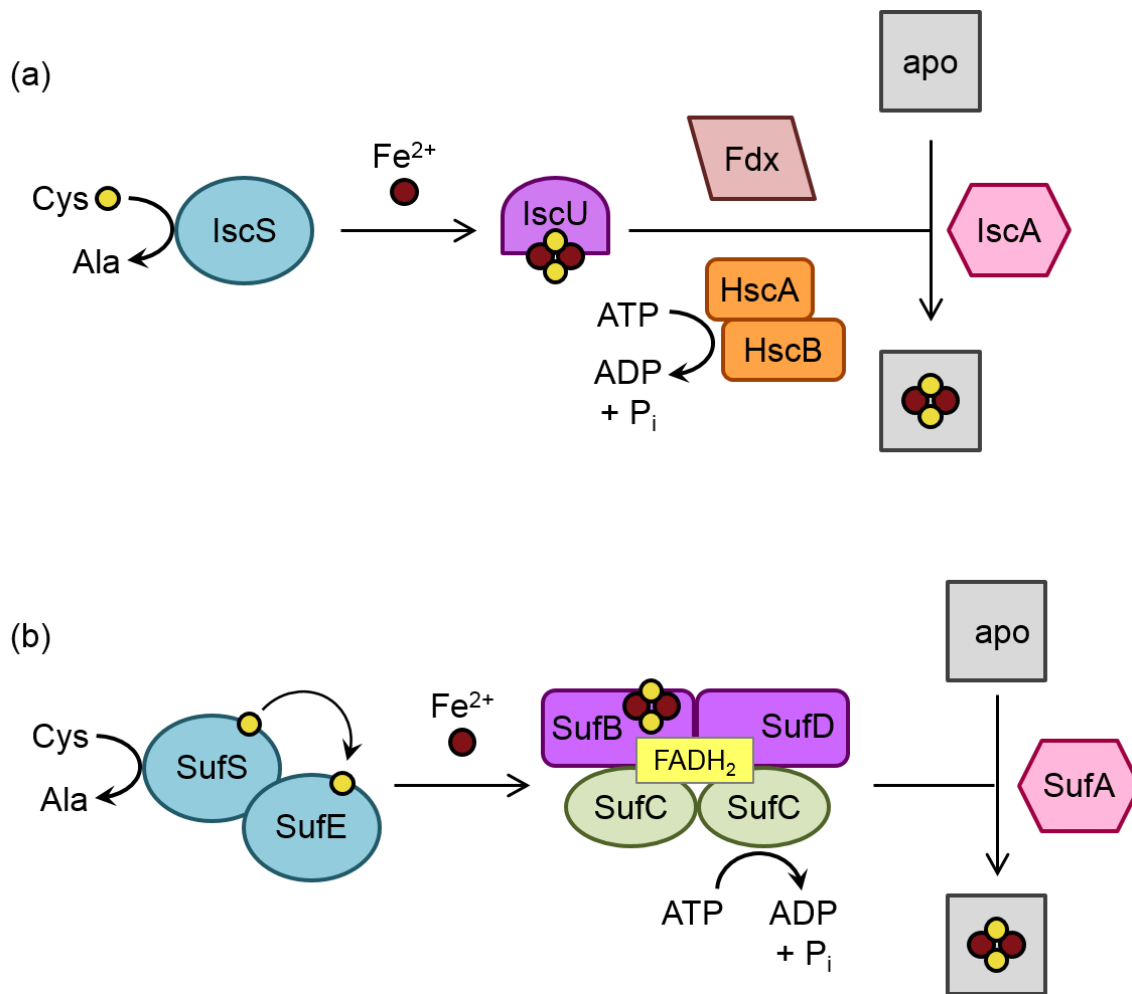 (a)
apo
Fdx
Fe²⁺
Cys
IscS
IscU
IscA
Ala
HscA
ATP
HscB
ADP
+ Pᵢ
(b)
apo
Fe²⁺
Cys
SufB
SufD
SufS
FADH₂
SufA
Ala
SufC
SufC
SufE
ATP
ADP
+ Pᵢ